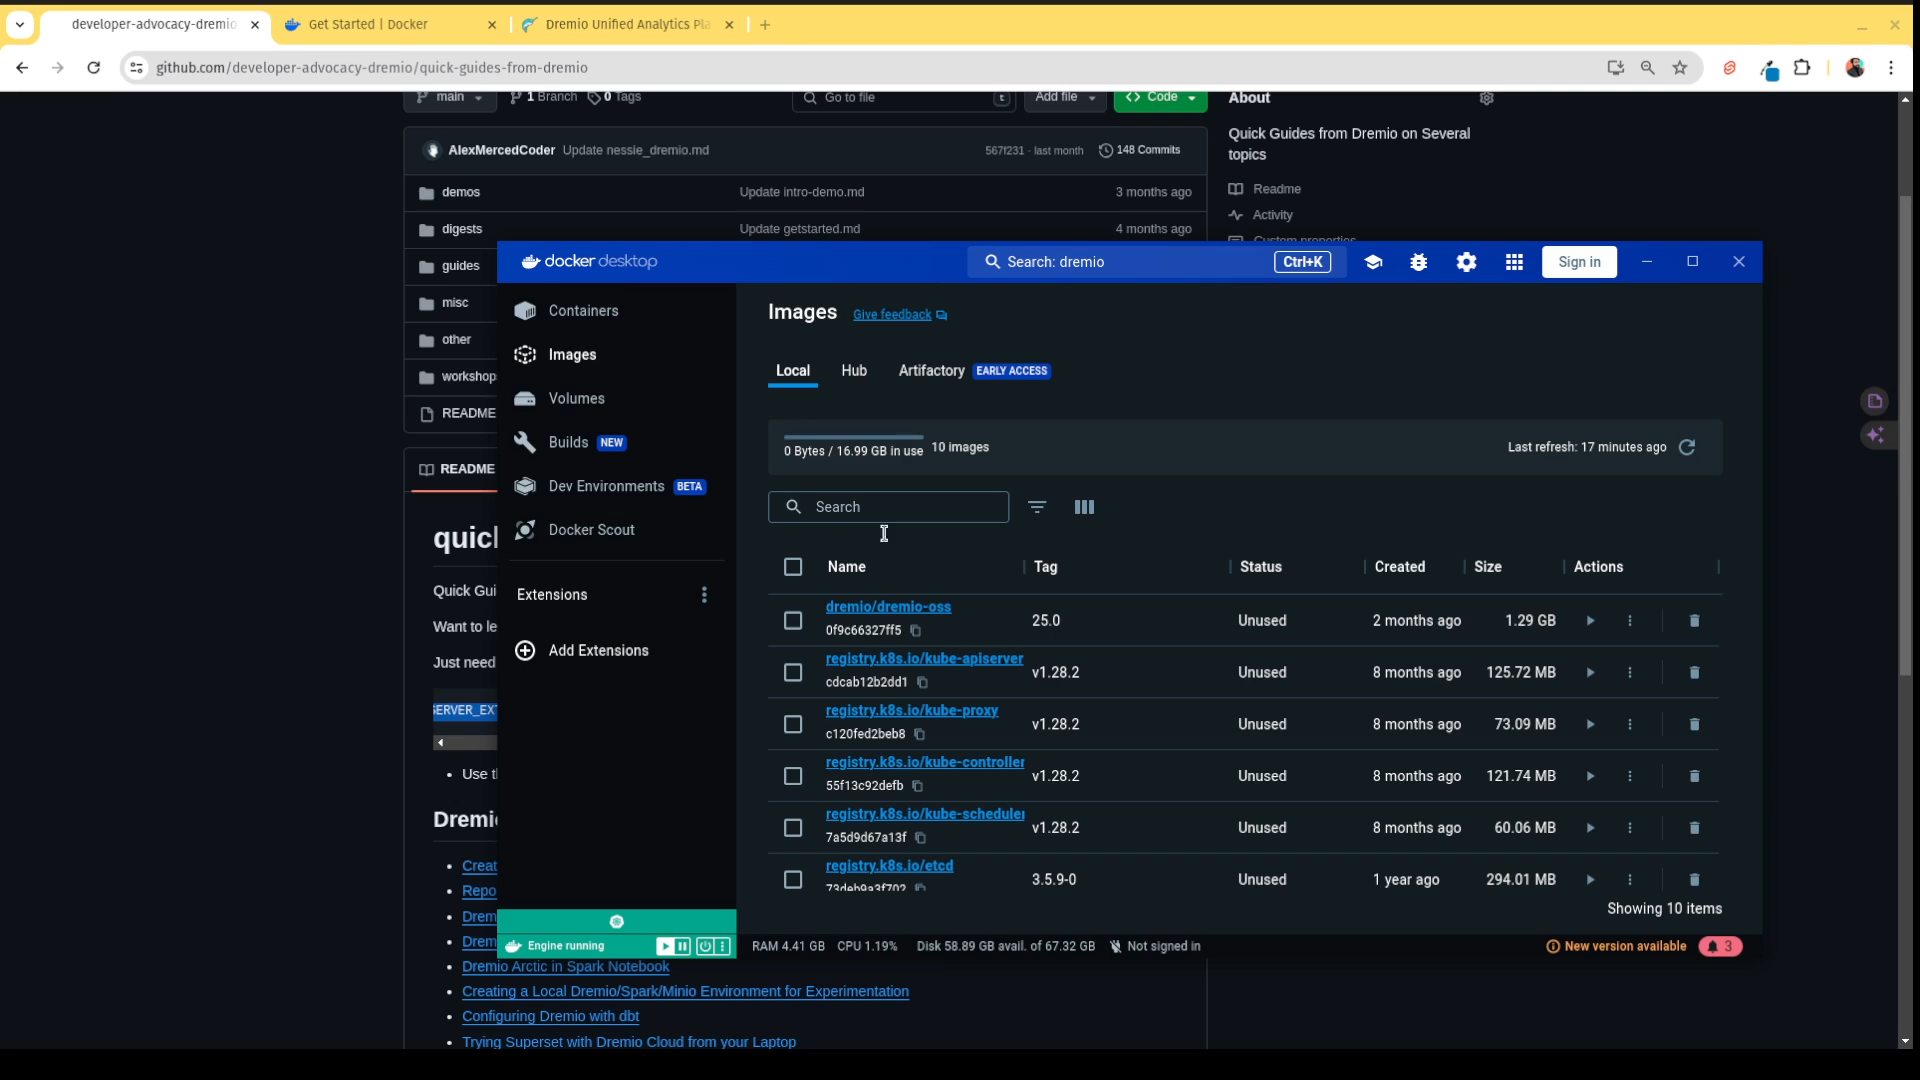 developer-advocacy-dremio
Get Started | Docker
Dremio Unified Analytics Pla
github.com/developer-advocacy-dremio/quick-guides-from-dremio
main
1 Branch
0 Tags
Go to file
t
Add file
Code
About
AlexMercedCoder Update nessie_dremio.md
567f231 · last month
148 Commits
Quick Guides from Dremio on Several
topics
demos
Update intro-demo.md
3 months ago
Readme
digests
Update getstarted.md
4 months ago
Activity
Custom properties
guides
misc
other
workshop
README
README
quic
Quick Gui
Want to le
Just need
SERVER_EXT
Use t
Dremi
Creat
Repo
Drem
Drem
Dremio Arctic in Spark Notebook
Creating a Local Dremio/Spark/Minio Environment for Experimentation
Configuring Dremio with dbt
Trying Superset with Dremio Cloud from your Laptop
docker desktop
Search: dremio
Ctrl+K
Sign in
Containers
Images
Volumes
Builds NEW
Dev Environments BETA
Docker Scout
Extensions
Add Extensions
Images Give feedback
Local
Hub
Artifactory EARLY ACCESS
0 Bytes / 16.99 GB in use
10 images
Last refresh: 17 minutes ago
Search
Name Tag Status Created Size Actions
dremio/dremio-oss
0f9c66327ff5
25.0 Unused 2 months ago 1.29 GB
registry.k8s.io/kube-apiserver
cdcab12b2dd1
v1.28.2 Unused 8 months ago 125.72 MB
registry.k8s.io/kube-proxy
c120fed2beb8
v1.28.2 Unused 8 months ago 73.09 MB
registry.k8s.io/kube-controller
55f13c92defb
v1.28.2 Unused 8 months ago 121.74 MB
registry.k8s.io/kube-scheduler
7a5d9d67a13f
v1.28.2 Unused 8 months ago 60.06 MB
registry.k8s.io/etcd
73deb9a3f702
3.5.9-0 Unused 1 year ago 294.01 MB
Showing 10 items
Engine running
RAM 4.41 GB CPU 1.19% Disk 58.89 GB avail. of 67.32 GB Not signed in
New version available
3